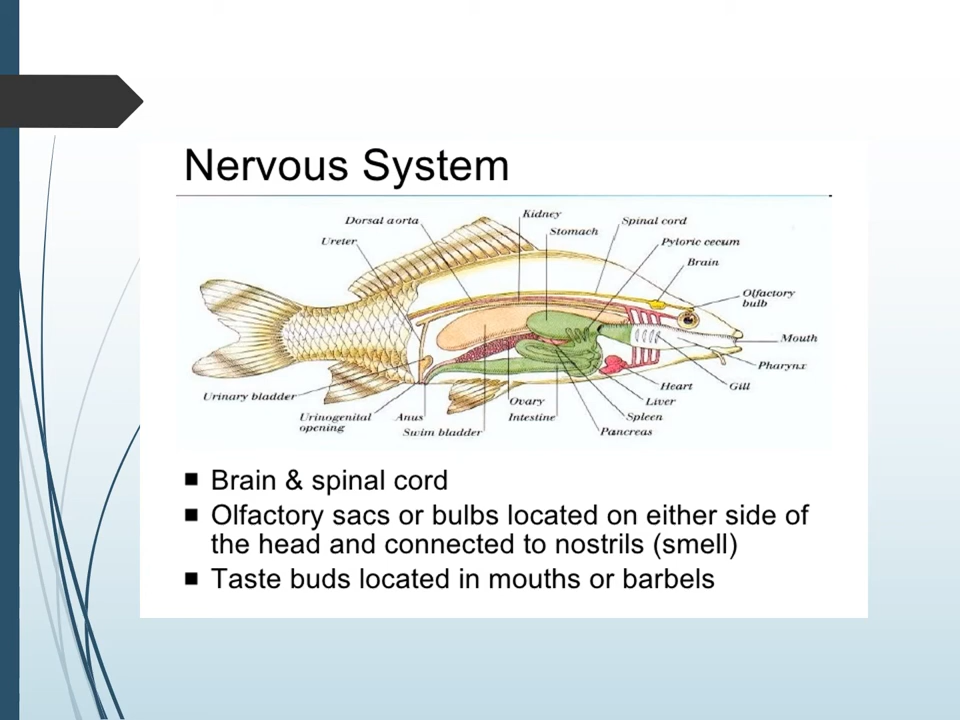 Nervous System
Kidney
Dorsal aorta
Spinal cord
Stomach
Ureter
Pyloric cecum
Brain
Olfactory
bulb
Mouth
Pharynx
Heart
Gill
Urinary bladder
Ovary
Liver
Urinogenital
opening
Anus
Intestine
Spleen
Swim bladder
Pancreas
■ Brain & spinal cord
■ Olfactory sacs or bulbs located on either side of
the head and connected to nostrils (smell)
■ Taste buds located in mouths or barbels